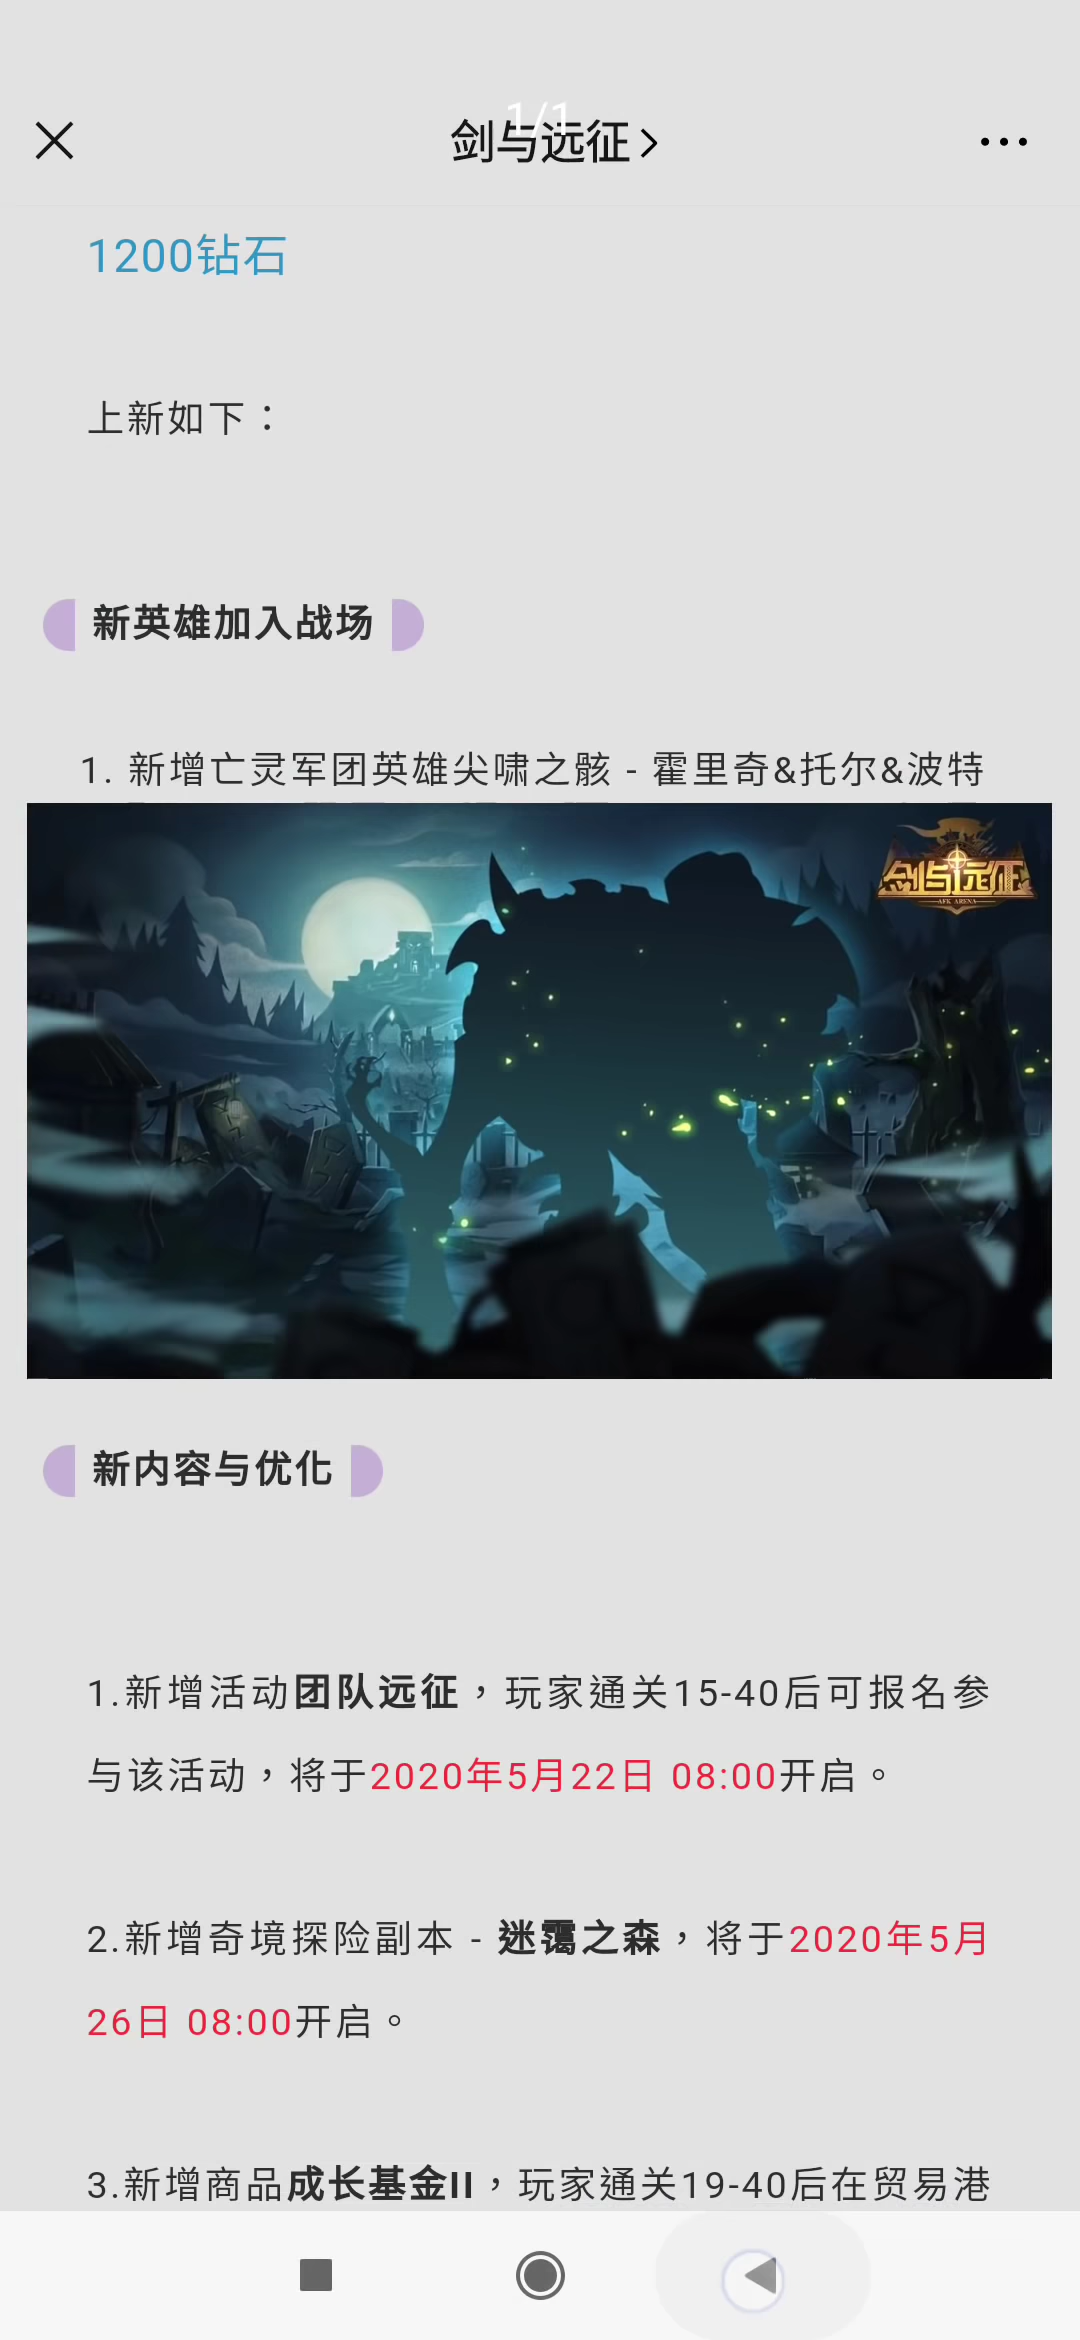 1/1
剑与远征
1200钻石
上新如下：
新英雄加入战场
1. 新增亡灵军团英雄尖啸之骸 - 霍里奇&托尔&波特
剑与远征
AFK ARENA
新内容与优化
1.新增活动团队远征，玩家通关15-40后可报名参
与该活动，将于2020年5月22日 08:00开启。
2.新增奇境探险副本 - 迷霭之森，将于2020年5月
26日 08:00开启。
3.新增商品成长基金II，玩家通关19-40后在贸易港